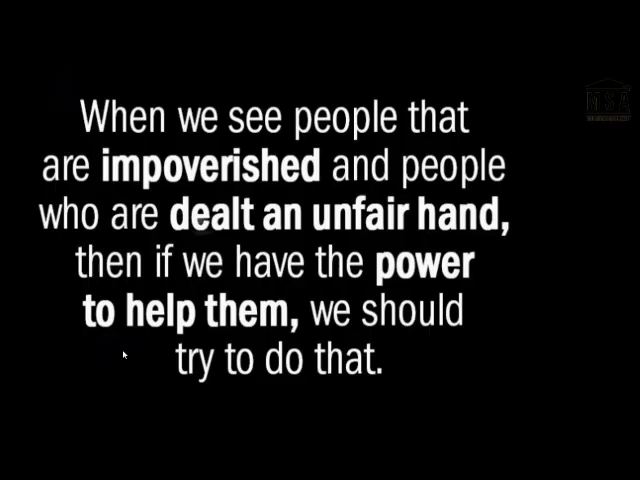 MSA
When we see people that
are impoverished and people
who are dealt an unfair hand,
then if we have the power
to help them, we should
try to do that.